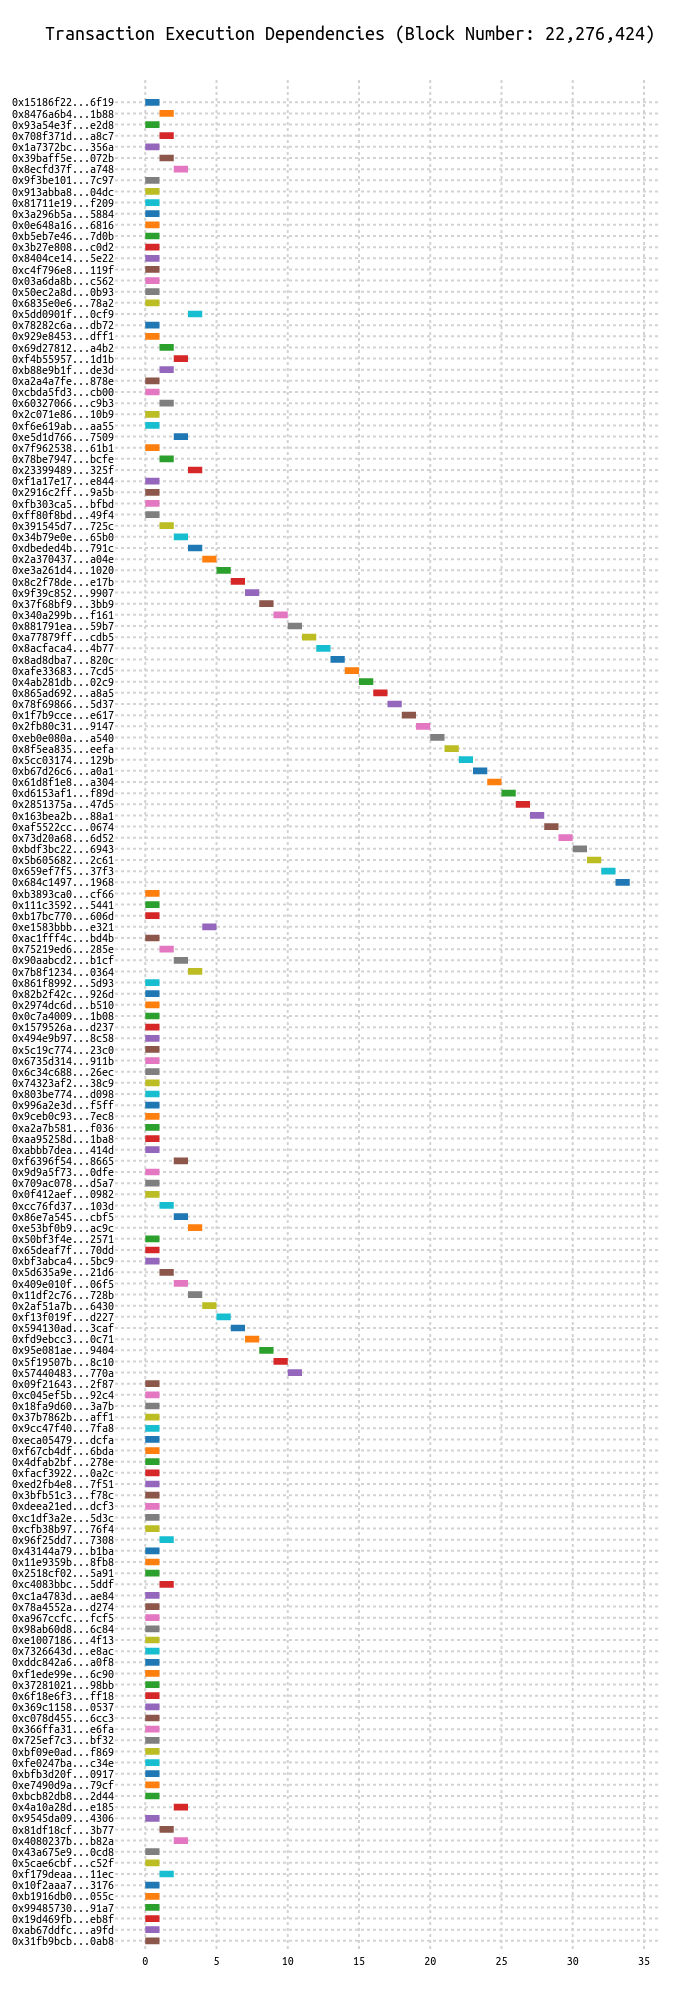 Transaction Execution Dependencies (Block Number: 22,276,424)
0x15186f22...6f19
0x8476a6b4...1b88
0x93a54e3f...e2d8
0x708f371d...a8c7
0x1a7372bc...356a
0x39baff5e...072b
0x8ecfd37f...a748
0x9f3be101...7c97
0x913abba8...04dc
0x81711e19...f209
0x3a296b5a...5884
0x0e648a16...6816
0xb5eb7e46...7d0b
0x3b27e808...c0d2
0x8404ce14...5e22
0xc4f796e8...119f
0x03a6da8b...c562
0x50ec2a8d...0b93
0x6835e0e6...78a2
0x5dd0901f...0cf9
0x78282c6a...db72
0x929e8453...dff1
0x69d27812...a4b2
0xf4b55957...1d1b
0xb88e9b1f...de3d
0xa2a4a7fe...878e
0xcbda5fd3...cb00
0x60327066...c9b3
0x2c071e86...10b9
0xf6e619ab...aa55
0xe5d1d766...7509
0x7f962538...61b1
0x78be7947...bcfe
0x23399489...325f
0xf1a17e17...e844
0x2916c2ff...9a5b
0xfb303ca5...bfbd
0xff80f8bd...49f4
0x391545d7...725c
0x34b79e0e...65b0
0xdbeded4b...791c
0x2a370437...a04e
0xe3a261d4...1020
0x8c2f78de...e17b
0x9f39c852...9907
0x37f68bf9...3bb9
0x340a299b...f161
0x881791ea...59b7
0xa77879ff...cdb5
0x8acfaca4...4b77
0x8ad8dba7...820c
0xafe33683...7cd5
0x4ab281db...02c9
0x865ad692...a8a5
0x78f69866...5d37
0x1f7b9cce...e617
0x2fb80c31...9147
0xeb0e080a...a540
0x8f5ea835...eefa
0x5cc03174...129b
0xb67d26c6...a0a1
0x61d8f1e8...a304
0xd6153af1...f89d
0x2851375a...47d5
0x163bea2b...88a1
0xaf5522cc...0674
0x73d20a68...6d52
0xbdf3bc22...6943
0x5b605682...2c61
0x659ef7f5...37f3
0x684c1497...1968
0xb3893ca0...cf66
0x111c3592...5441
0xb17bc770...606d
0xe1583bbb...e321
0xac1fff4c...bd4b
0x75219ed6...285e
0x90aabcd2...b1cf
0x7b8f1234...0364
0x861f8992...5d93
0x82b2f42c...926d
0x2974dc6d...b510
0x0c7a4009...1b08
0x1579526a...d237
0x494e9b97...8c58
0x5c19c774...23c0
0x6735d314...911b
0x6c34c688...26ec
0x74323af2...38c9
0x803be774...d098
0x996a2e3d...f5ff
0x9ceb0c93...7ec8
0xa2a7b581...f036
0xaa95258d...1ba8
0xabbb7dea...414d
0xf6396f54...8665
0x9d9a5f73...0dfe
0x709ac078...d5a7
0x0f412aef...0982
0xcc76fd37...103d
0x86e7a545...cbf5
0xe53bf0b9...ac9c
0x50bf3f4e...2571
0x65deaf7f...70dd
0xbf3abca4...5bc9
0x5d635a9e...21d6
0x409e010f...06f5
0x11df2c76...728b
0x2af51a7b...6430
0xf13f019f...d227
0x594130ad...3caf
0xfd9ebcc3...0c71
0x95e081ae...9404
0x5f19507b...8c10
0x57440483...770a
0x09f21643...2f87
0xc045ef5b...92c4
0x18fa9d60...3a7b
0x37b7862b...aff1
0x9cc47f40...7fa8
0xeca05479...dcfa
0xf67cb4df...6bda
0x4dfab2bf...278e
0xfacf3922...0a2c
0xed2fb4e8...7f51
0x3bfb51c3...f78c
0xdeea21ed...dcf3
0xc1df3a2e...5d3c
0xcfb38b97...76f4
0x96f25dd7...7308
0x43144a79...b1ba
0x11e9359b...8fb8
0x2518cf02...5a91
0xc4083bbc...5ddf
0xc1a4783d...ae84
0x78a4552a...d274
0xa967ccfc...fcf5
0x98ab60d8...6c84
0xe1007186...4f13
0x7326643d...e8ac
0xddc842a6...a0f8
0xf1ede99e...6c90
0x37281021...98bb
0x6f18e6f3...ff18
0x369c1158...0537
0xc078d455...6cc3
0x366ffa31...e6fa
0x725ef7c3...bf32
0xbf09e0ad...f869
0xfe0247ba...c34e
0xbfb3d20f...0917
0xe7490d9a...79cf
0xbcb82db8...2d44
0x4a10a28d...e185
0x9545da09...4306
0x81df18cf...3b77
0x4080237b...b82a
0x43a675e9...0cd8
0x5cae6cbf...c52f
0xf179deaa...11ec
0x10f2aaa7...3176
0xb1916db0...055c
0x99485730...91a7
0x19d469fb...eb8f
0xab67ddfc...a9fd
0x31fb9bcb...0ab8
0 5 10 15 20 25 30 35